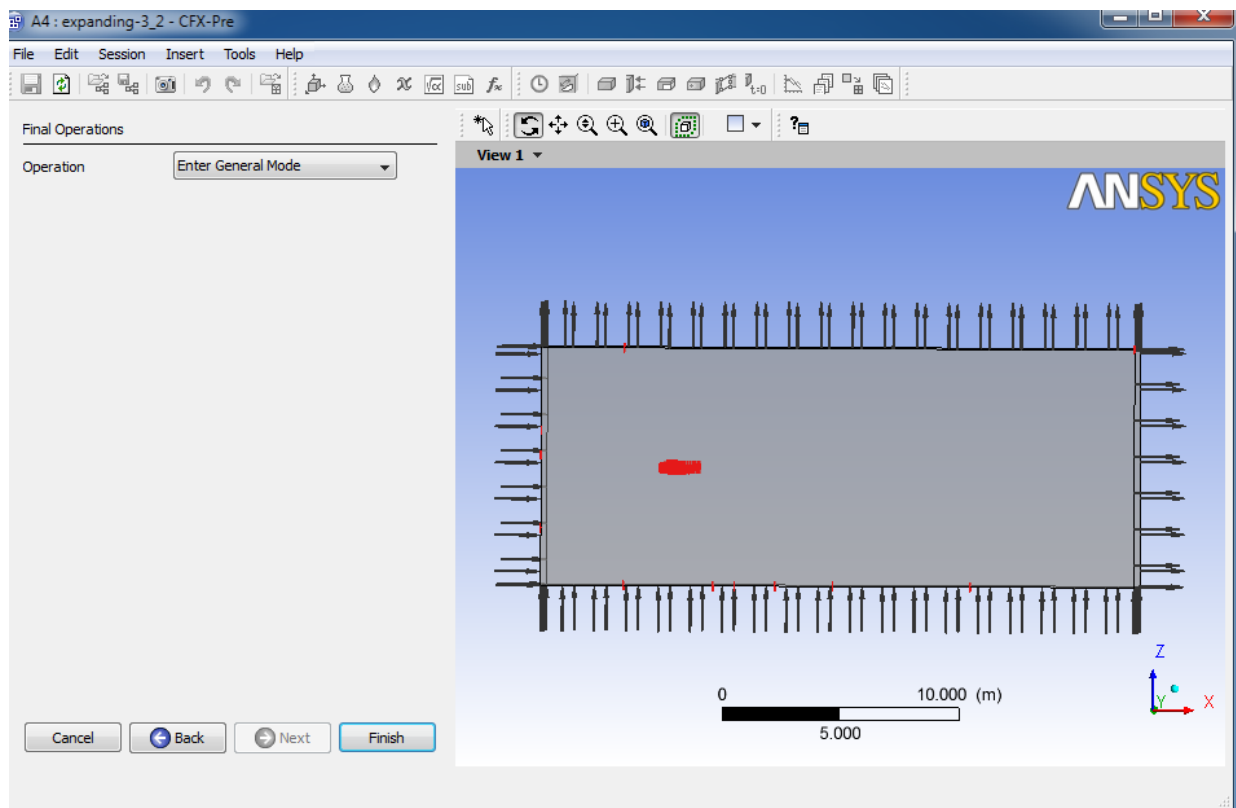 A4 : expanding-3_2 - CFX-Pre
File Edit Session Insert Tools Help
Final Operations
Operation Enter General Mode
View 1
ANSYS
Z
Y
X
0 10.000 (m)
5.000
Cancel Back Next Finish